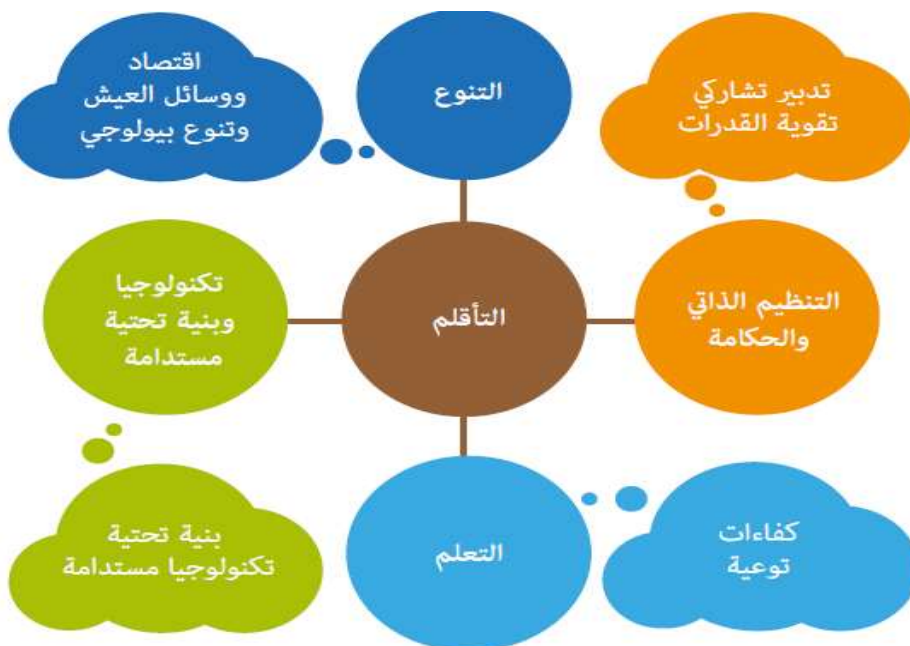 تدبير تشاركي
تقوية القدرات
التنوع
اقتصاد
ووسائل العيش
وتنوع بيولوجي
التنظيم الذاتي
والحكامة
التأقلم
تكنولوجيا
وبنية تحتية
مستدامة
كفاءات
توعية
التعلم
بنية تحتية
تكنولوجيا مستدامة